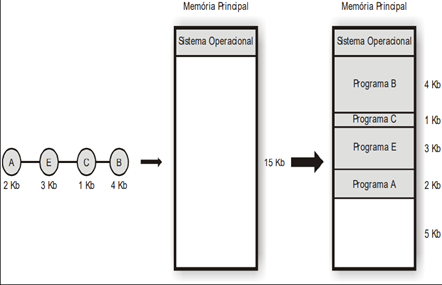 Memória Principal
Memória Principal
Sistema Operacional
Sistema Operacional
Programa B
4 Kb
Programa C
1 Kb
Programa E
3 Kb
Programa A
2 Kb
5 Kb
A
E
C
B
2 Kb
3 Kb
1 Kb
4 Kb
15 Kb